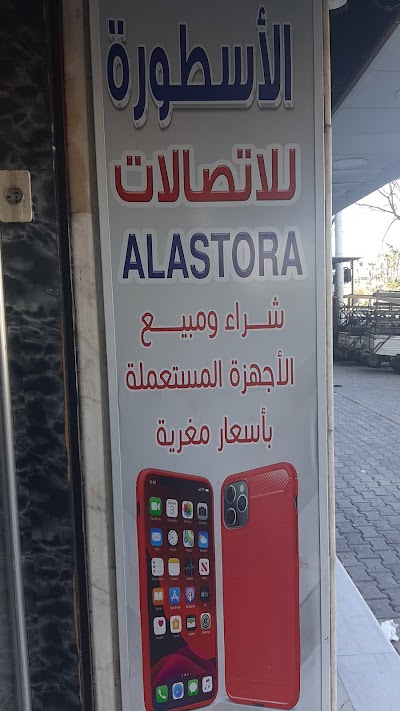 الأسطورة
للاتصالات
ALASTORA
شراء ومبيع
الأجهزة المستعملة
بأسعار مغرية